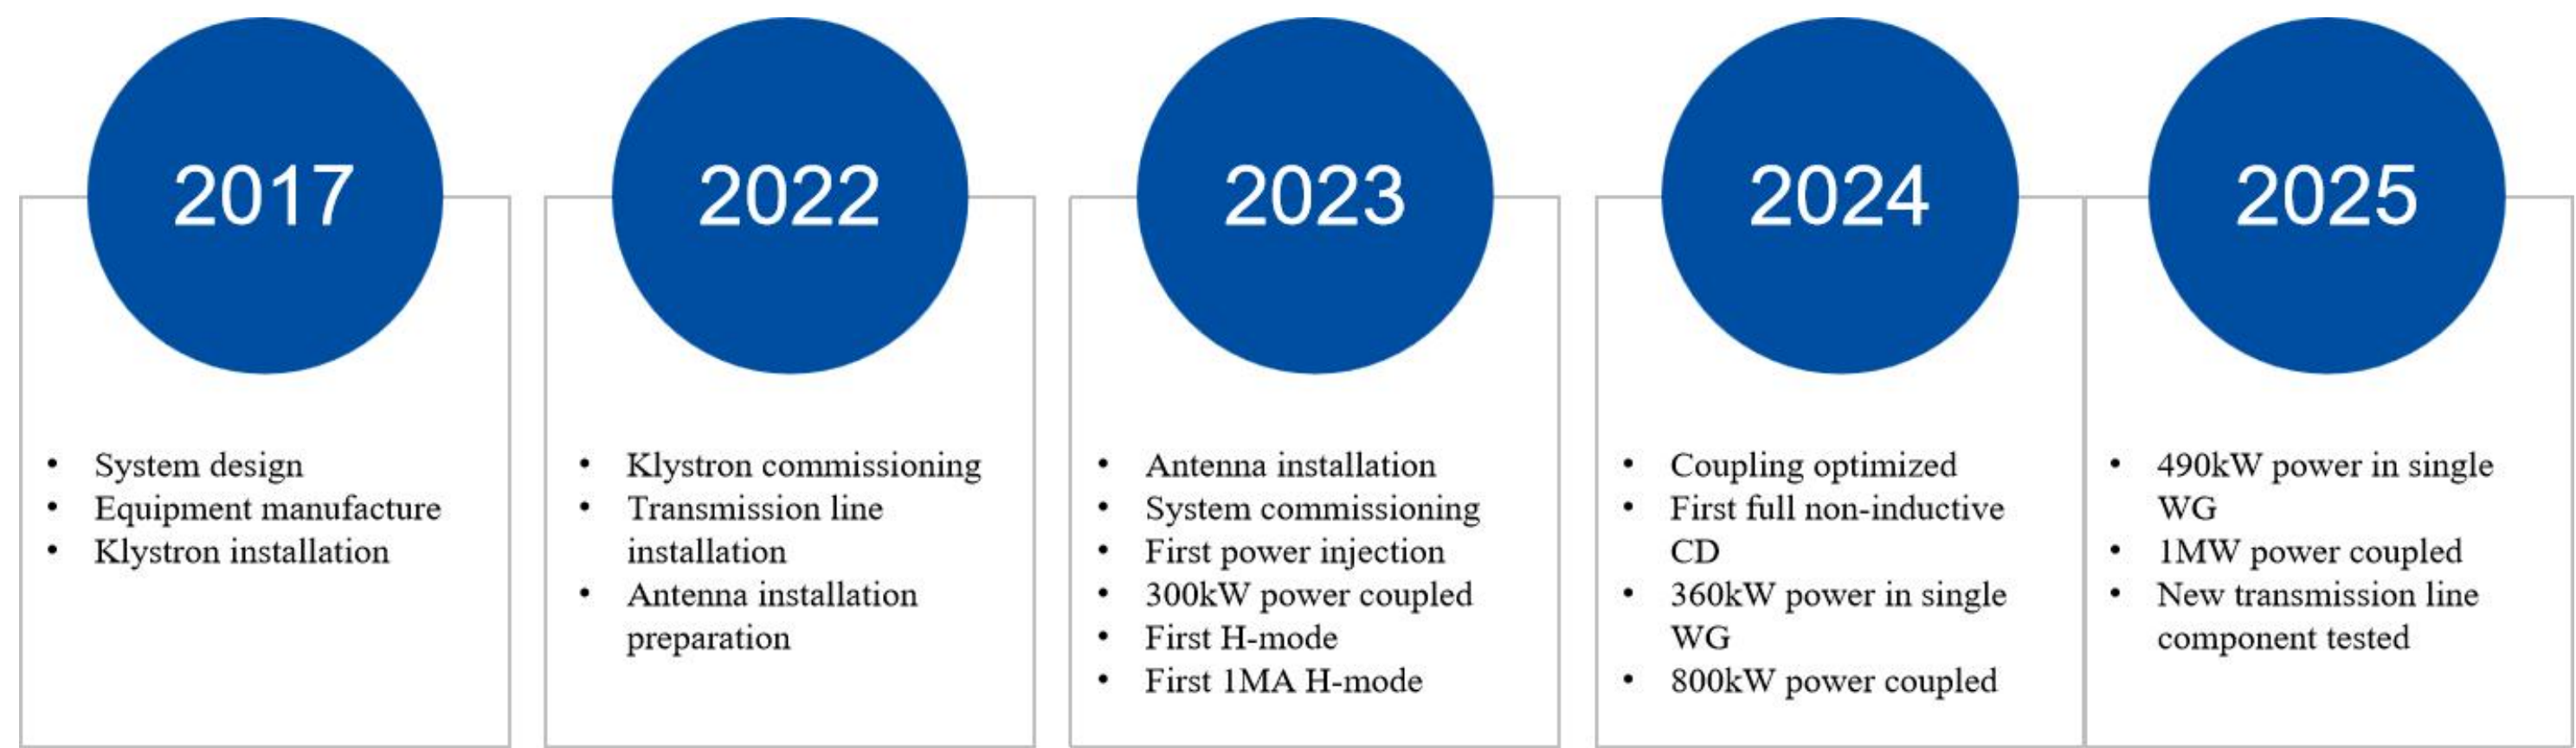 2017
• System design
• Equipment manufacture
• Klystron installation
2022
• Klystron commissioning
• Transmission line
installation
• Antenna installation
preparation
2023
• Antenna installation
• System commissioning
• First power injection
• 300kW power coupled
• First H-mode
• First 1MA H-mode
2024
• Coupling optimized
• First full non-inductive
CD
• 360kW power in single
WG
• 800kW power coupled
2025
• 490kW power in single
WG
• 1MW power coupled
• New transmission line
component tested